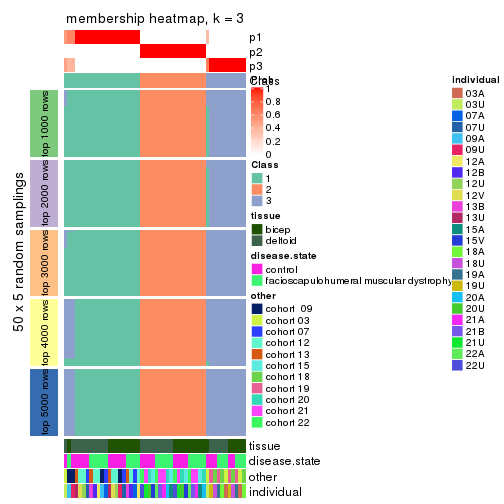 membership heatmap, k = 3
p1
p2
p3
Class
50 x 5 random samplings
top 1000 rows
top 2000 rows
top 3000 rows
top 4000 rows
top 5000 rows
1
0.8
0.6
0.4
0.2
0
Class
1
2
3
tissue
bicep
deltoid
disease.state
control
facioscapulohumeral muscular dystrophy
other
cohort 09
cohort 03
cohort 07
cohort 12
cohort 13
cohort 15
cohort 18
cohort 19
cohort 20
cohort 21
cohort 22
individual
03A
03U
07A
07U
09A
09U
12A
12B
12U
12V
13B
13U
15A
15V
18A
18U
19A
19U
20A
20U
21A
21B
21U
22A
22U
tissue
disease.state
other
individual